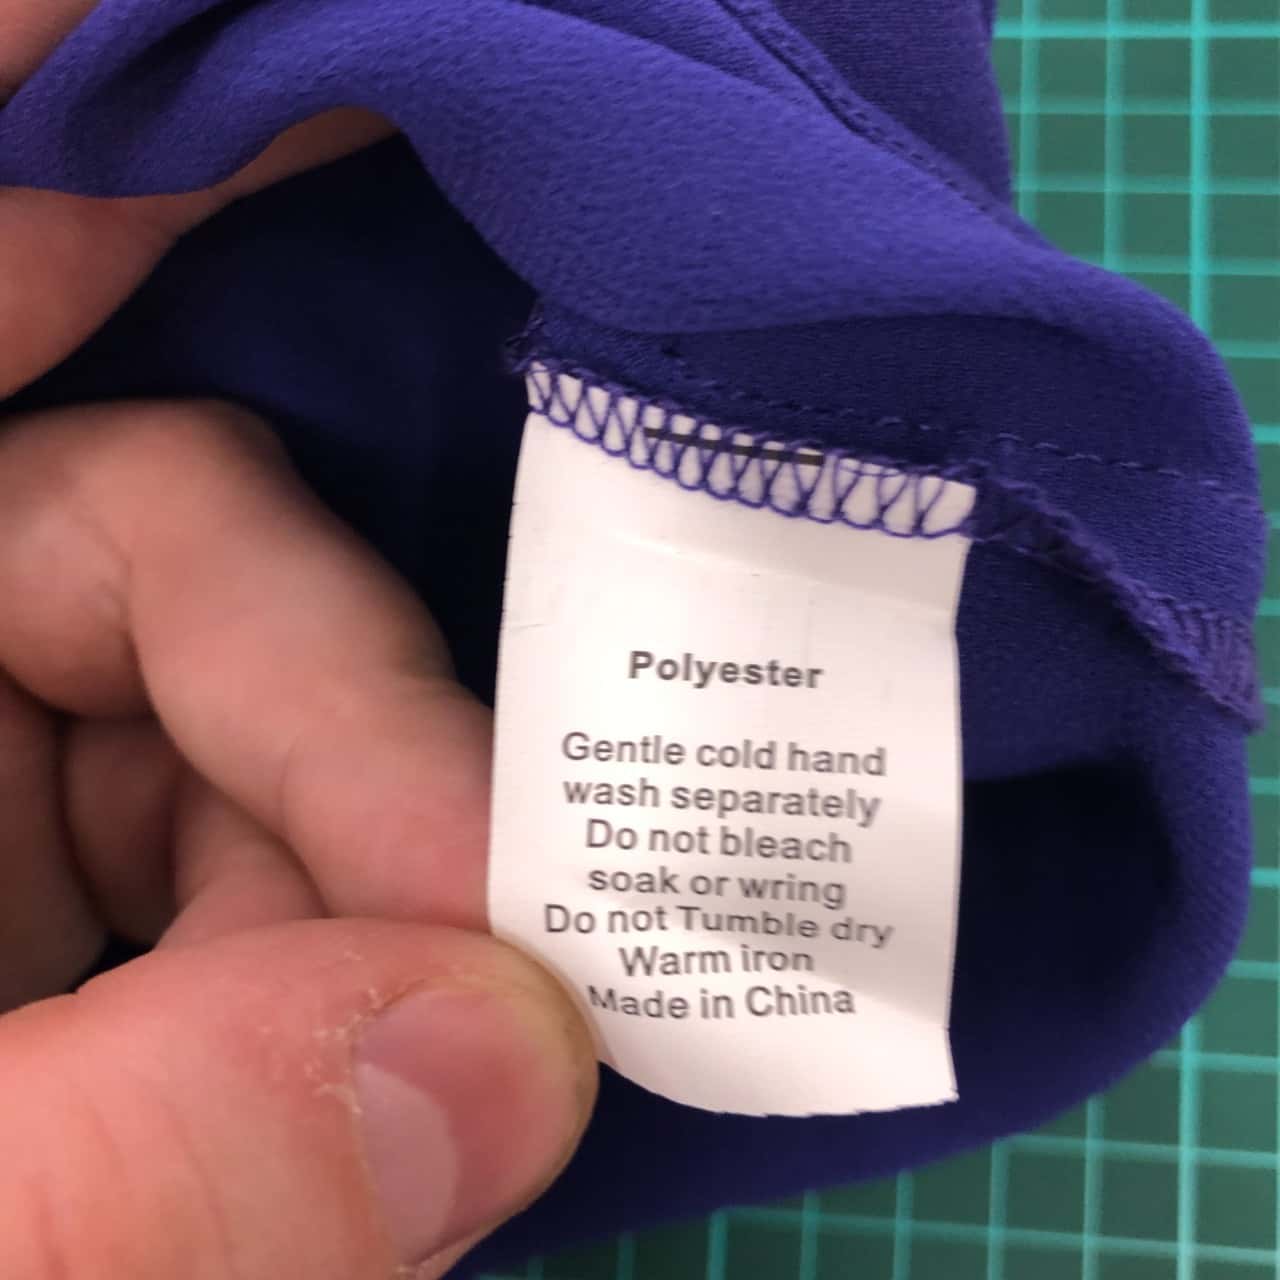 Polyester
Gentle cold hand
wash separately
Do not bleach
soak or wring
Do not Tumble dry
Warm iron
Made in China